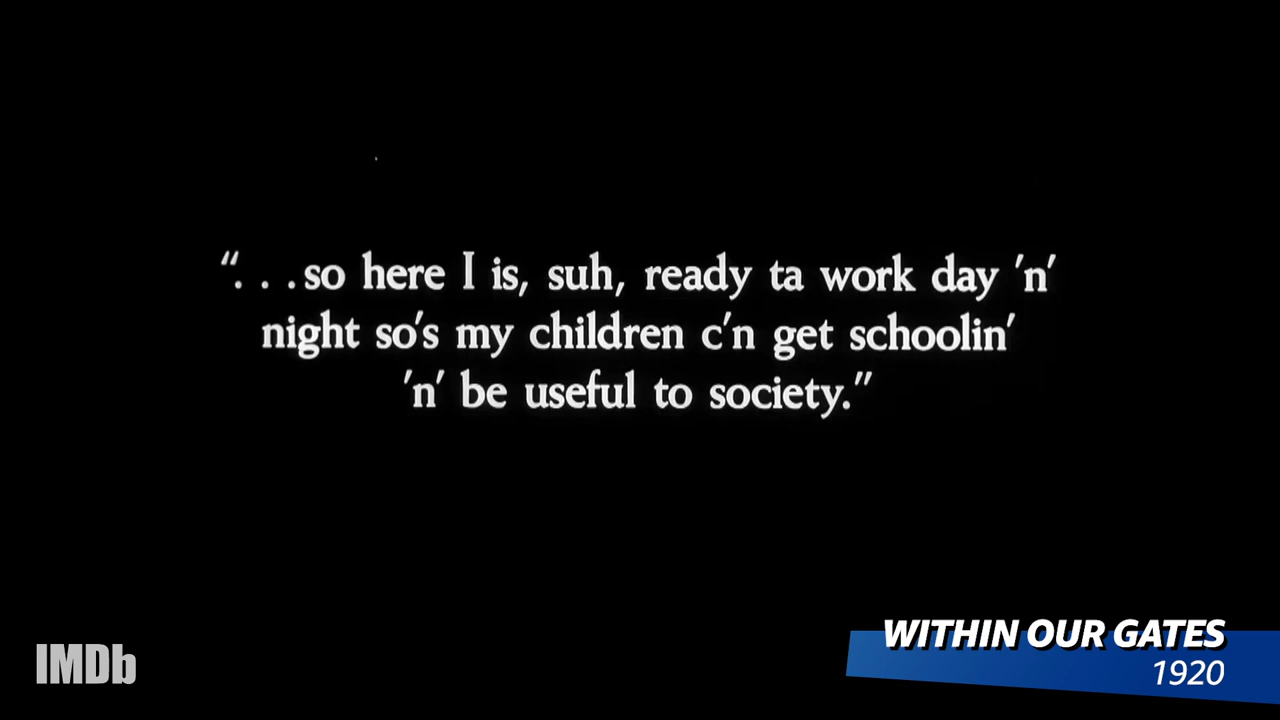 “. . .so here I is, suh, ready ta work day 'n'
night so's my children c'n get schoolin'
'n' be useful to society.”
WITHIN OUR GATES
1920
IMDb